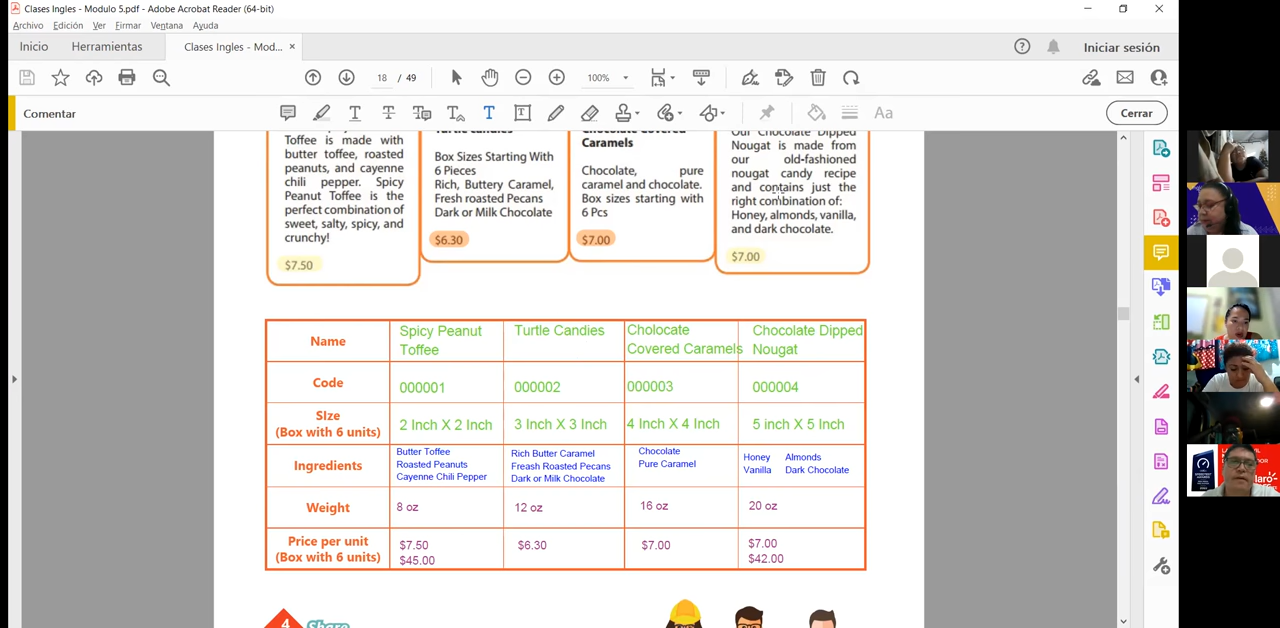 Clases Ingles - Modulo 5.pdf - Adobe Acrobat Reader (64-bit)
Archivo Edición Ver Firmar Ventana Ayuda
Inicio Herramientas Clases Ingles - Mod... × Iniciar sesión
18 / 49 100%
Comentar Cerrar
Toffee is made with
butter toffee, roasted
peanuts, and cayenne
chili pepper. Spicy
Peanut Toffee is the
perfect combination of
sweet, salty, spicy, and
crunchy!
$7.50
Turtle Candies
Box Sizes Starting With
6 Pieces
Rich, Buttery Caramel,
Fresh roasted Pecans
Dark or Milk Chocolate
$6.30
Chocolate Covered
Caramels
Chocolate, pure
caramel and chocolate.
Box sizes starting with
6 Pcs
$7.00
Our Chocolate Dipped
Nougat is made from
our old-fashioned
nougat candy recipe
and contains just the
right combination of:
Honey, almonds, vanilla,
and dark chocolate.
$7.00
Name
Spicy Peanut
Toffee
Turtle Candies
Cholocate
Covered Caramels
Chocolate Dipped
Nougat
Code 000001 000002 000003 000004
SIze
(Box with 6 units)
2 Inch X 2 Inch 3 Inch X 3 Inch 4 Inch X 4 Inch 5 inch X 5 Inch
Ingredients
Butter Toffee
Roasted Peanuts
Cayenne Chili Pepper
Rich Butter Caramel
Freash Roasted Pecans
Dark or Milk Chocolate
Chocolate
Pure Caramel
Honey Almonds
Vanilla Dark Chocolate
Weight 8 oz 12 oz 16 oz 20 oz
Price per unit
(Box with 6 units)
$7.50
$45.00
$6.30
$7.00
$7.00
$42.00
4 Share
Claro